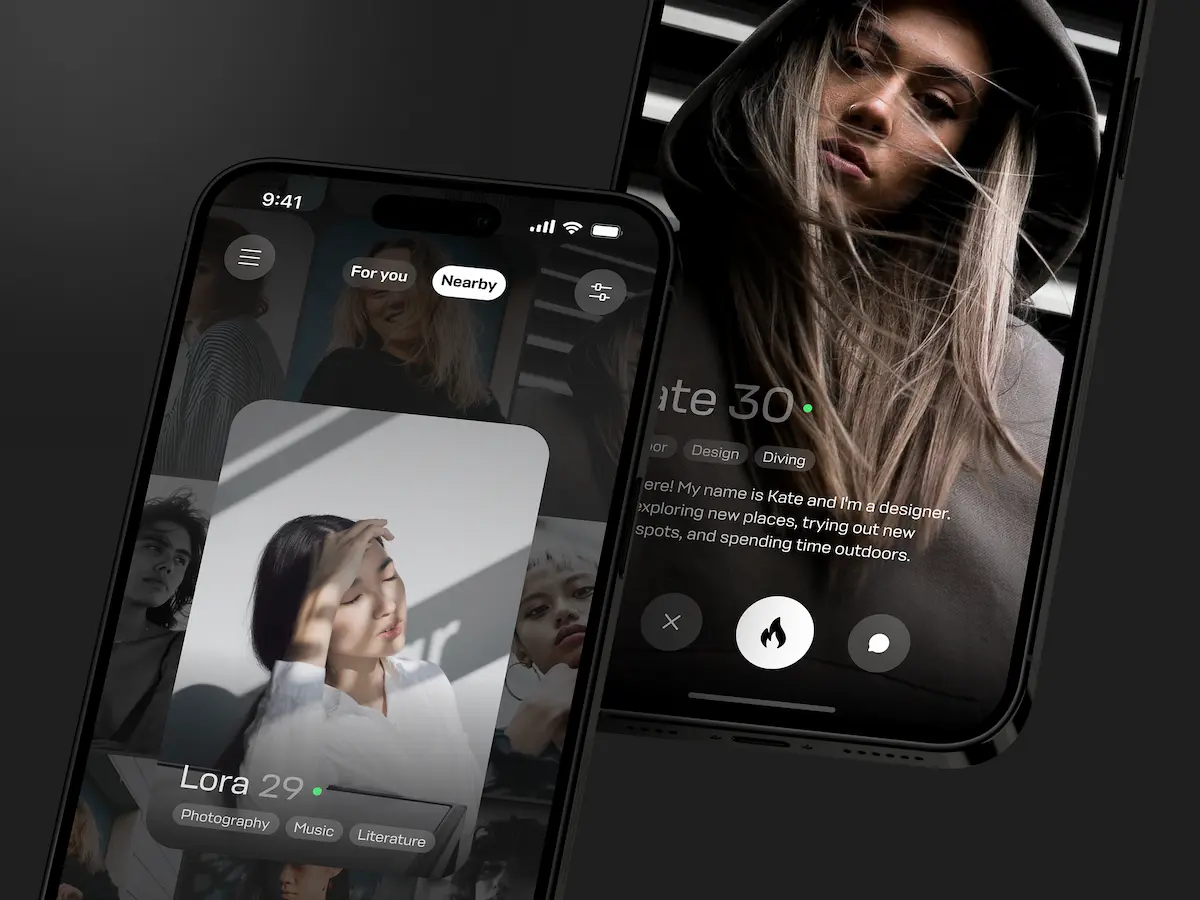 9:41
For you
Nearby
Lora 29
Photography
Music
Literature
ate 30
or
Design
Diving
ere! My name is Kate and I'm a designer.
exploring new places, trying out new
spots, and spending time outdoors.